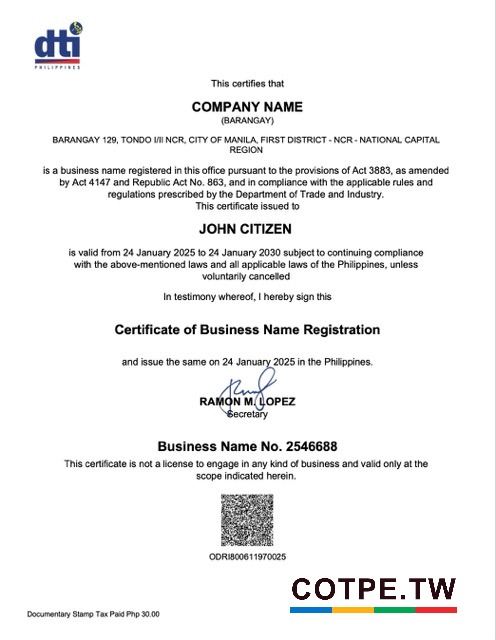 dti
PHILIPPINES
This certifies that
COMPANY NAME
(BARANGAY)
BARANGAY 129, TONDO I/II NCR, CITY OF MANILA, FIRST DISTRICT - NCR - NATIONAL CAPITAL
REGION
is a business name registered in this office pursuant to the provisions of Act 3883, as amended
by Act 4147 and Republic Act No. 863, and in compliance with the applicable rules and
regulations prescribed by the Department of Trade and Industry.
This certificate issued to
JOHN CITIZEN
is valid from 24 January 2025 to 24 January 2030 subject to continuing compliance
with the above-mentioned laws and all applicable laws of the Philippines, unless
voluntarily cancelled
In testimony whereof, I hereby sign this
Certificate of Business Name Registration
and issue the same on 24 January 2025 in the Philippines.
RAMON M. LOPEZ
Secretary
Business Name No. 2546688
This certificate is not a license to engage in any kind of business and valid only at the
scope indicated herein.
ODRI800611970025
COTPE.TW
Documentary Stamp Tax Paid Php 30.00